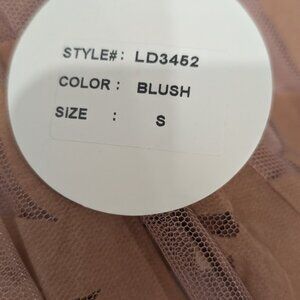 STYLE#: LD3452
COLOR : BLUSH
SIZE : S